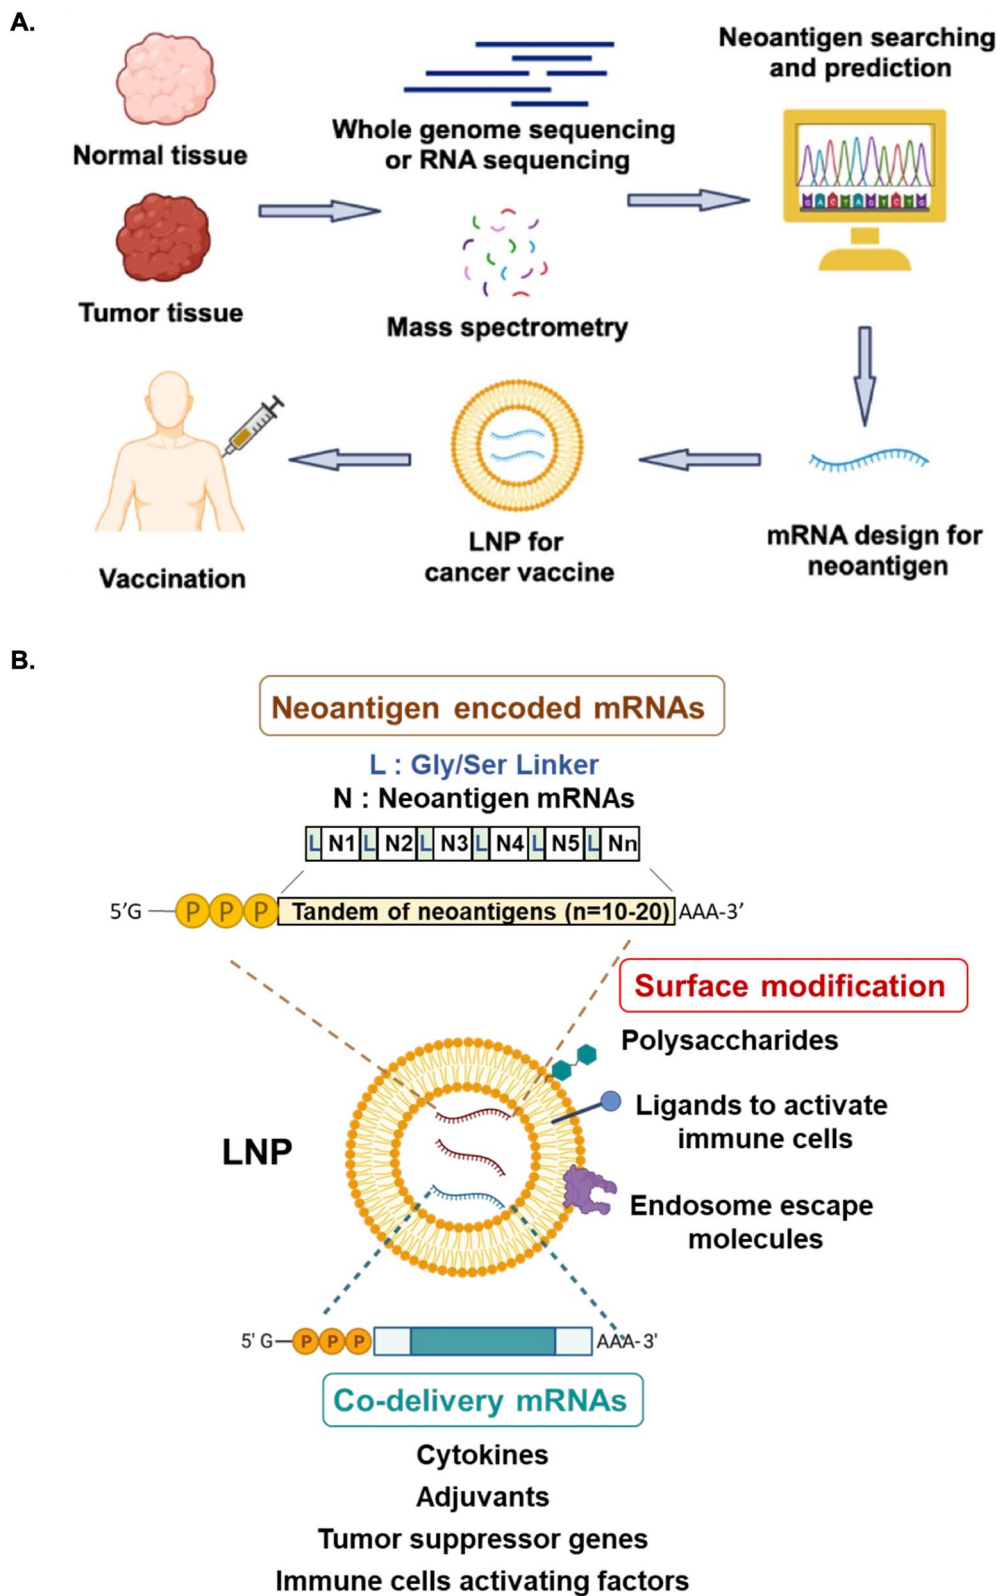 A.
Normal tissue
Tumor tissue
Whole genome sequencing
or RNA sequencing
Mass spectrometry
Neoantigen searching
and prediction
G A C T A G T C T G
mRNA design for
neoantigen
LNP for
cancer vaccine
Vaccination
B.
Neoantigen encoded mRNAs
L : Gly/Ser Linker
N : Neoantigen mRNAs
L N1 L N2 L N3 L N4 L N5 L Nn
5'G P P P Tandem of neoantigens (n=10-20) AAA-3'
Surface modification
Polysaccharides
Ligands to activate
immune cells
Endosome escape
molecules
LNP
5' G P P P AAA-3'
Co-delivery mRNAs
Cytokines
Adjuvants
Tumor suppressor genes
Immune cells activating factors